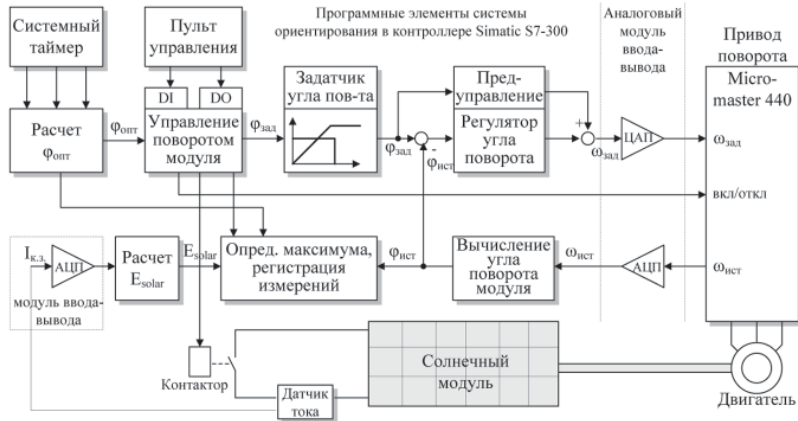 Системный
таймер
Пульт
управления
Программные элементы системы
ориентирования в контроллере Simatic S7-300
Аналоговый
модуль
ввода-
вывода
Привод
поворота
Micro-
master 440
Расчет
φопт
φопт
DI
DO
Управление
поворотом
модуля
φзад
Задатчик
угла пов-та
φзад
-
φист
Пред-
управление
Регулятор
угла
поворота
+
ωзад
ЦАП
ωзад
вкл/откл
ωист
Iк.з.
АЦП
модуль ввода-
вывода
Расчет
Esolar
Esolar
Опред. максимума,
регистрация
измерений
φист
Вычисление
угла
поворота
модуля
ωист
АЦП
Контактор
Датчик
тока
Солнечный
модуль
Двигатель